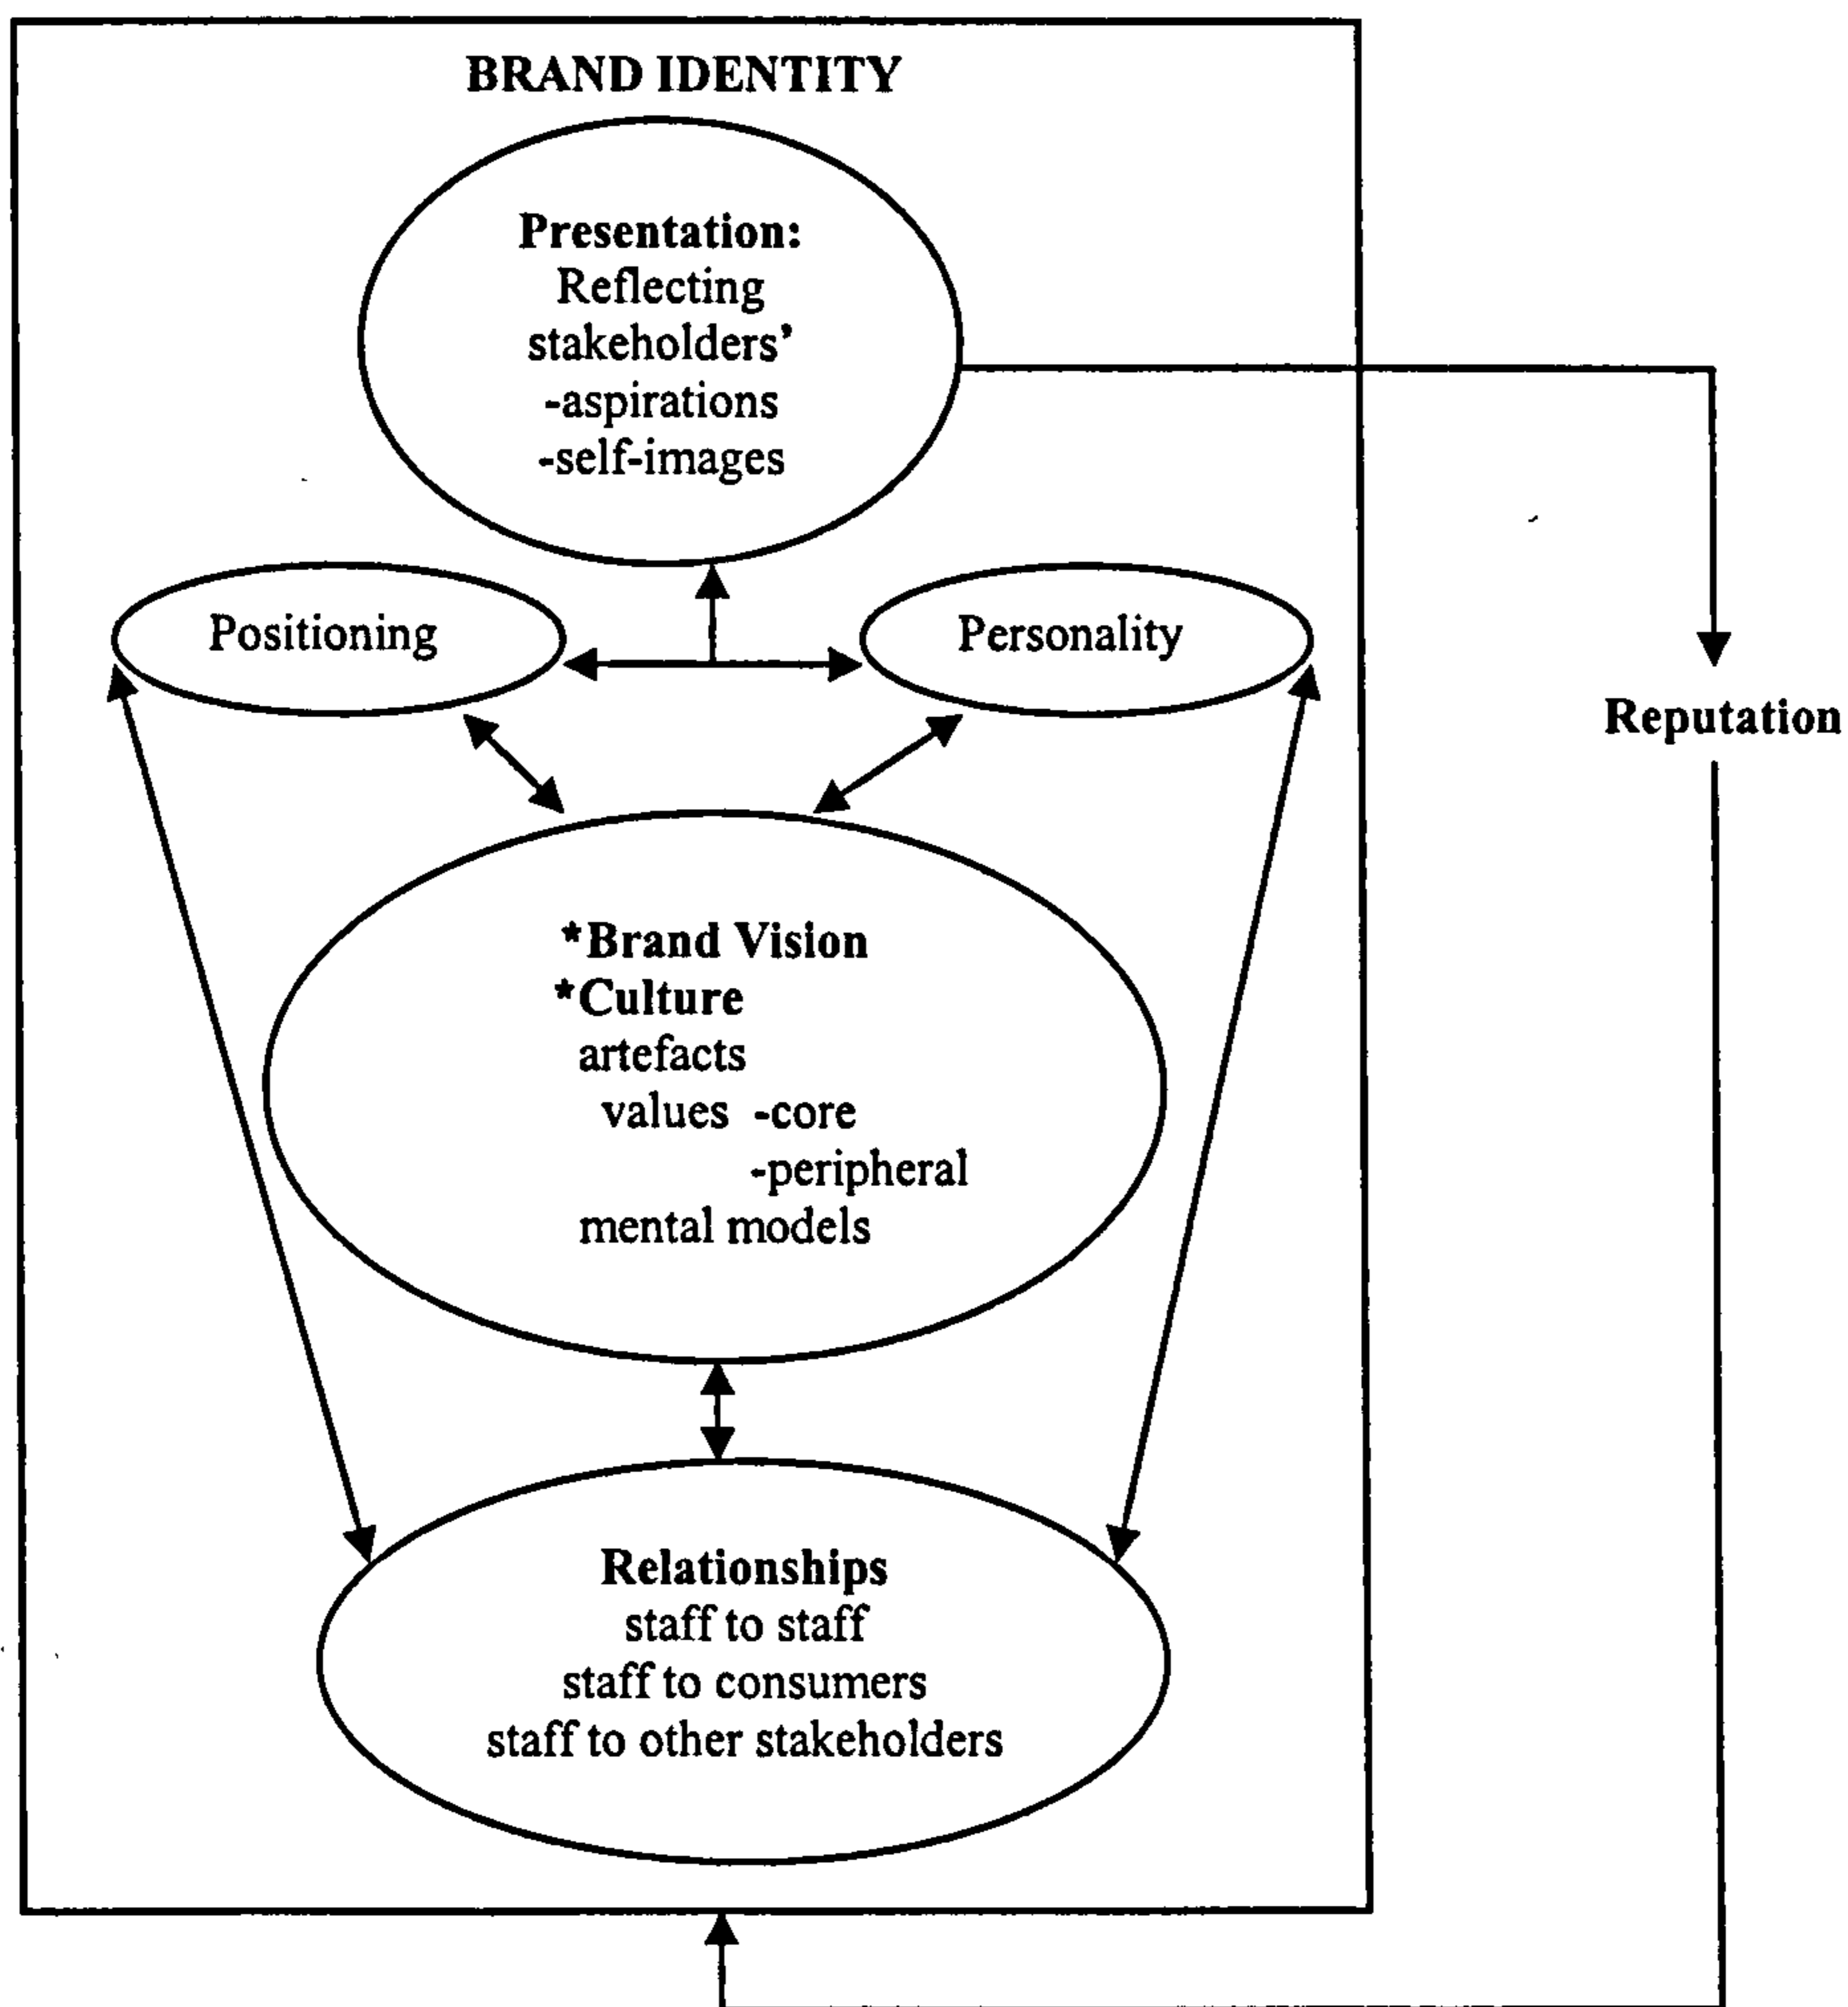 BRAND IDENTITY
Presentation:
Reflecting
stakeholders'
-aspirations
-self-images
Positioning
Personality
Reputation
*Brand Vision
*Culture
artefacts
values -core
-peripheral
mental models
Relationships
staff to staff
staff to consumers
staff to other stakeholders